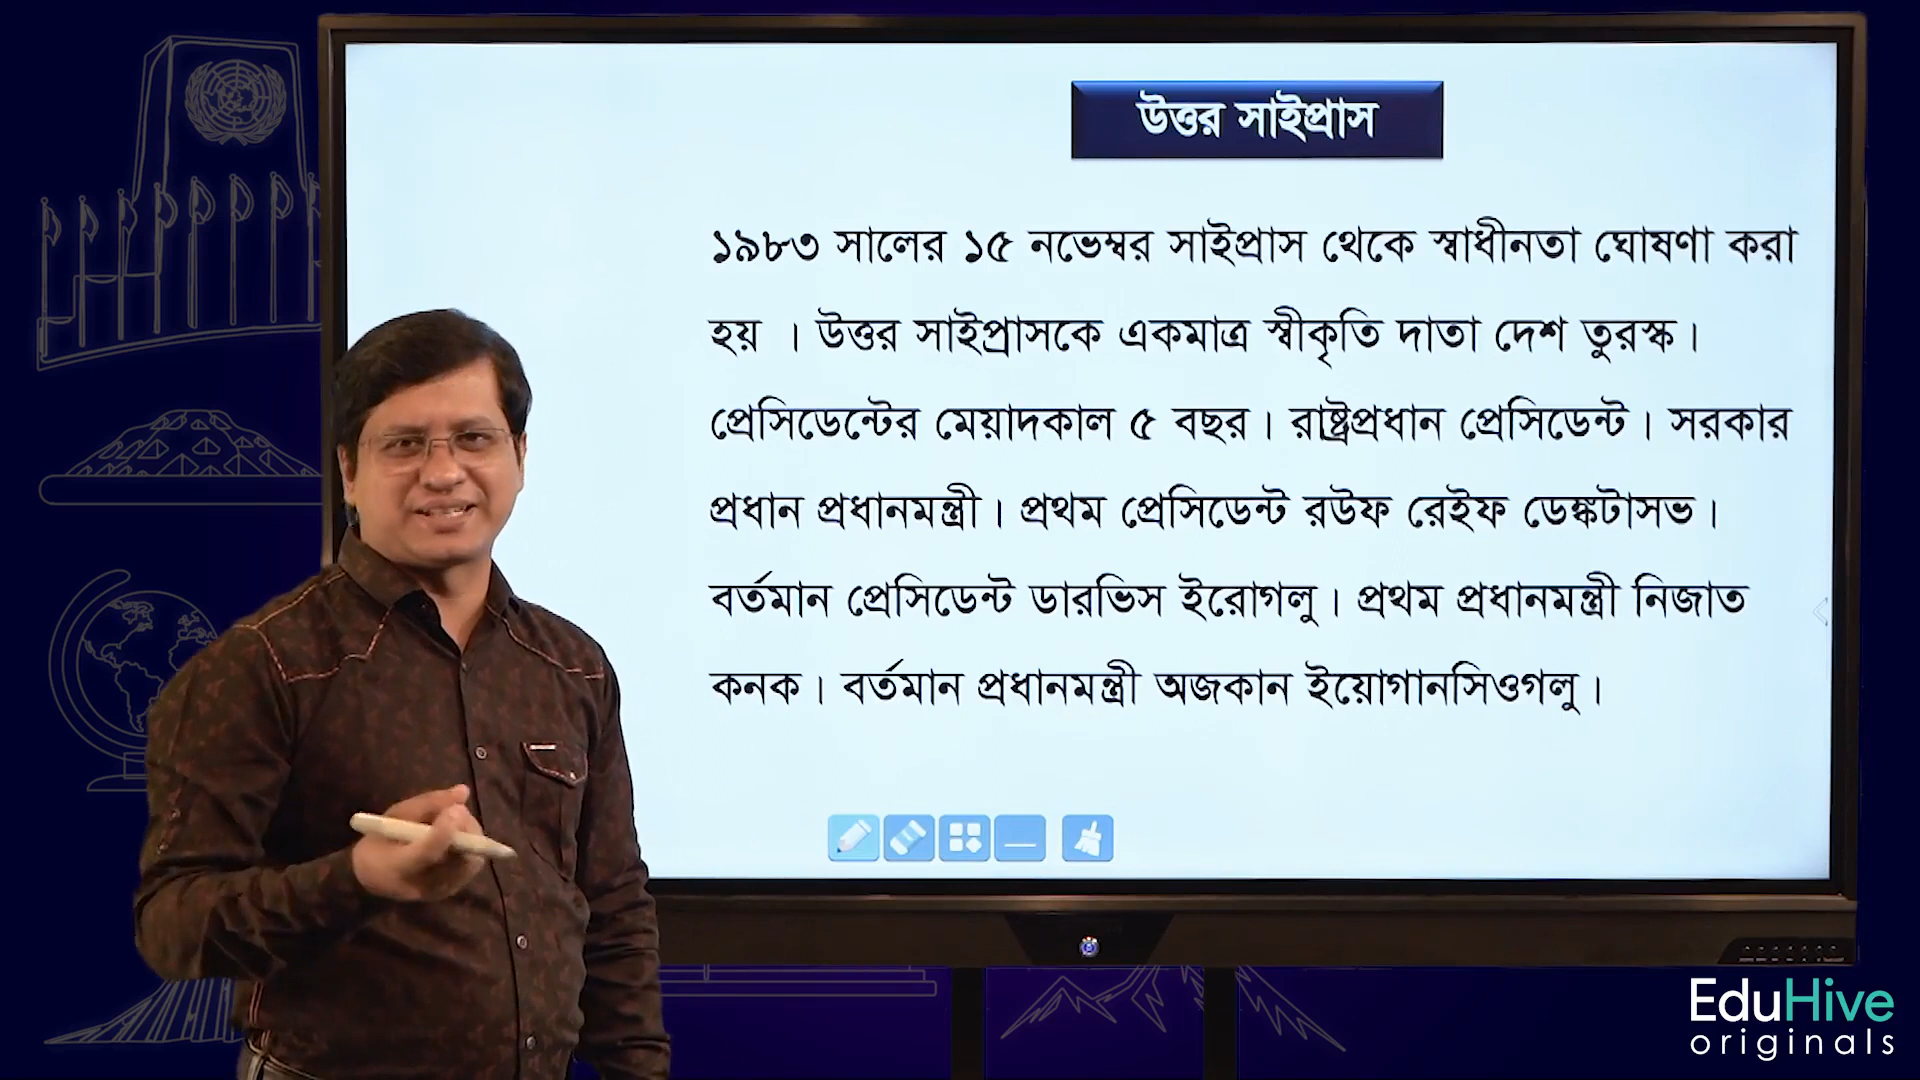 উত্তর সাইপ্রাস
১৯৮৩ সালের ১৫ নভেম্বর সাইপ্রাস থেকে স্বাধীনতা ঘোষণা করা
হয় । উত্তর সাইপ্রাসকে একমাত্র স্বীকৃতি দাতা দেশ তুরস্ক।
প্রেসিডেন্টের মেয়াদকাল ৫ বছর। রাষ্ট্রপ্রধান প্রেসিডেন্ট। সরকার
প্রধান প্রধানমন্ত্রী। প্রথম প্রেসিডেন্ট রউফ রেইফ ডেঙ্কটাসভ।
বর্তমান প্রেসিডেন্ট ডারভিস ইরোগলু। প্রথম প্রধানমন্ত্রী নিজাত
কনক। বর্তমান প্রধানমন্ত্রী অজকান ইয়োগানসিওগলু।
EduHive
originals